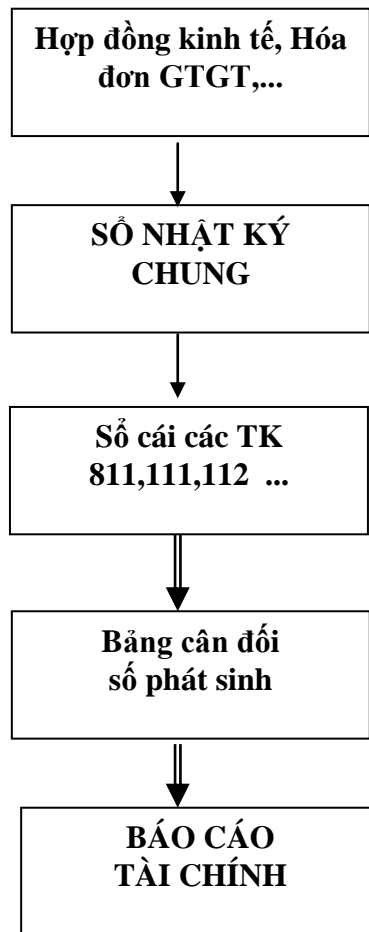 Hợp đồng kinh tế, Hóa
đơn GTGT,...
SỔ NHẬT KÝ
CHUNG
Sổ cái các TK
811,111,112 ...
Bảng cân đối
số phát sinh
BÁO CÁO
TÀI CHÍNH